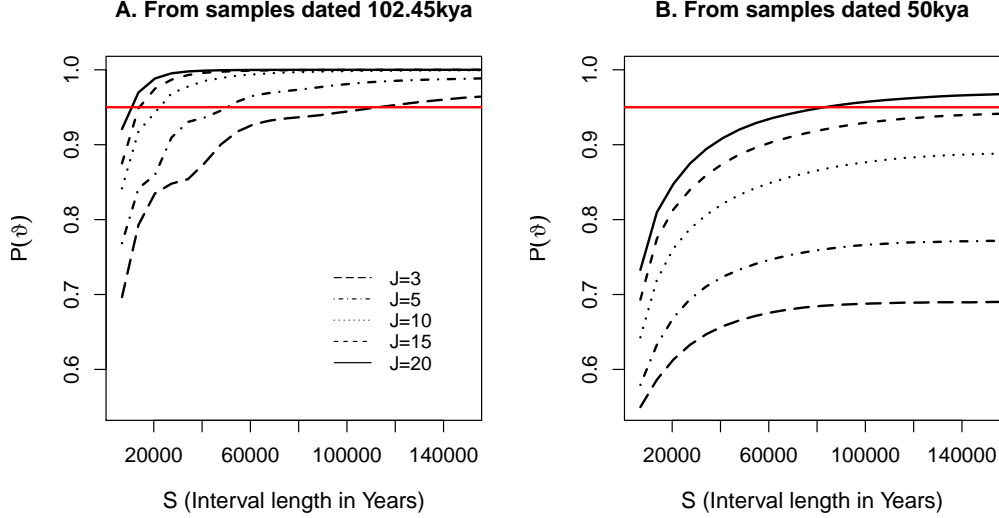 A. From samples dated 102.45kya
P(ϑ)
1.0
0.9
0.8
0.7
0.6
J=3
J=5
J=10
J=15
J=20
20000 60000 100000 140000
S (Interval length in Years)
B. From samples dated 50kya
P(ϑ)
1.0
0.9
0.8
0.7
0.6
20000 60000 100000 140000
S (Interval length in Years)